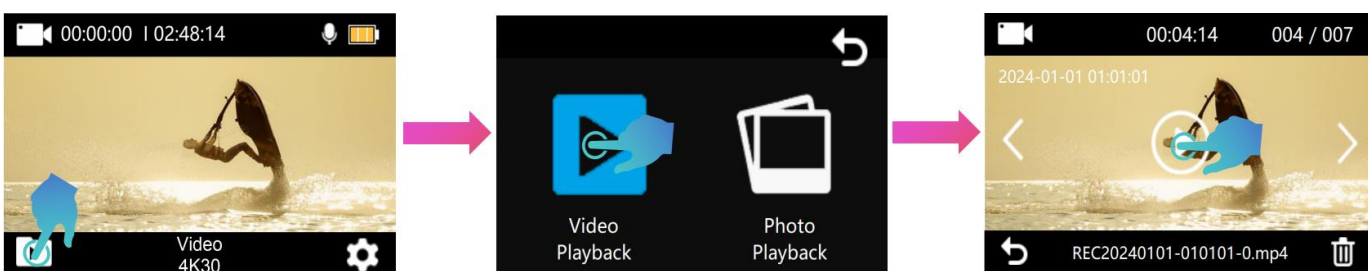 00:00:00 I 02:48:14
Video
4K30
Video
Playback
Photo
Playback
00:04:14 004 / 007
2024-01-01 01:01:01
REC20240101-010101-0.mp4